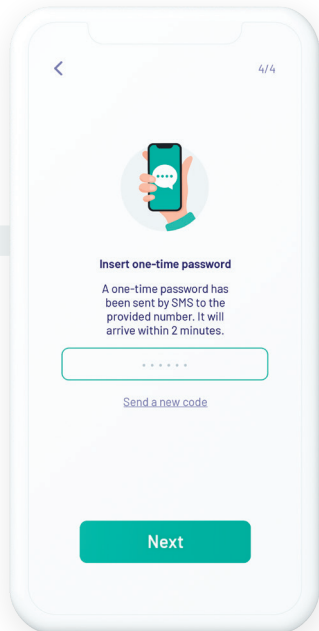 4/4
Insert one-time password
A one-time password has
been sent by SMS to the
provided number. It will
arrive within 2 minutes.
Send a new code
Next